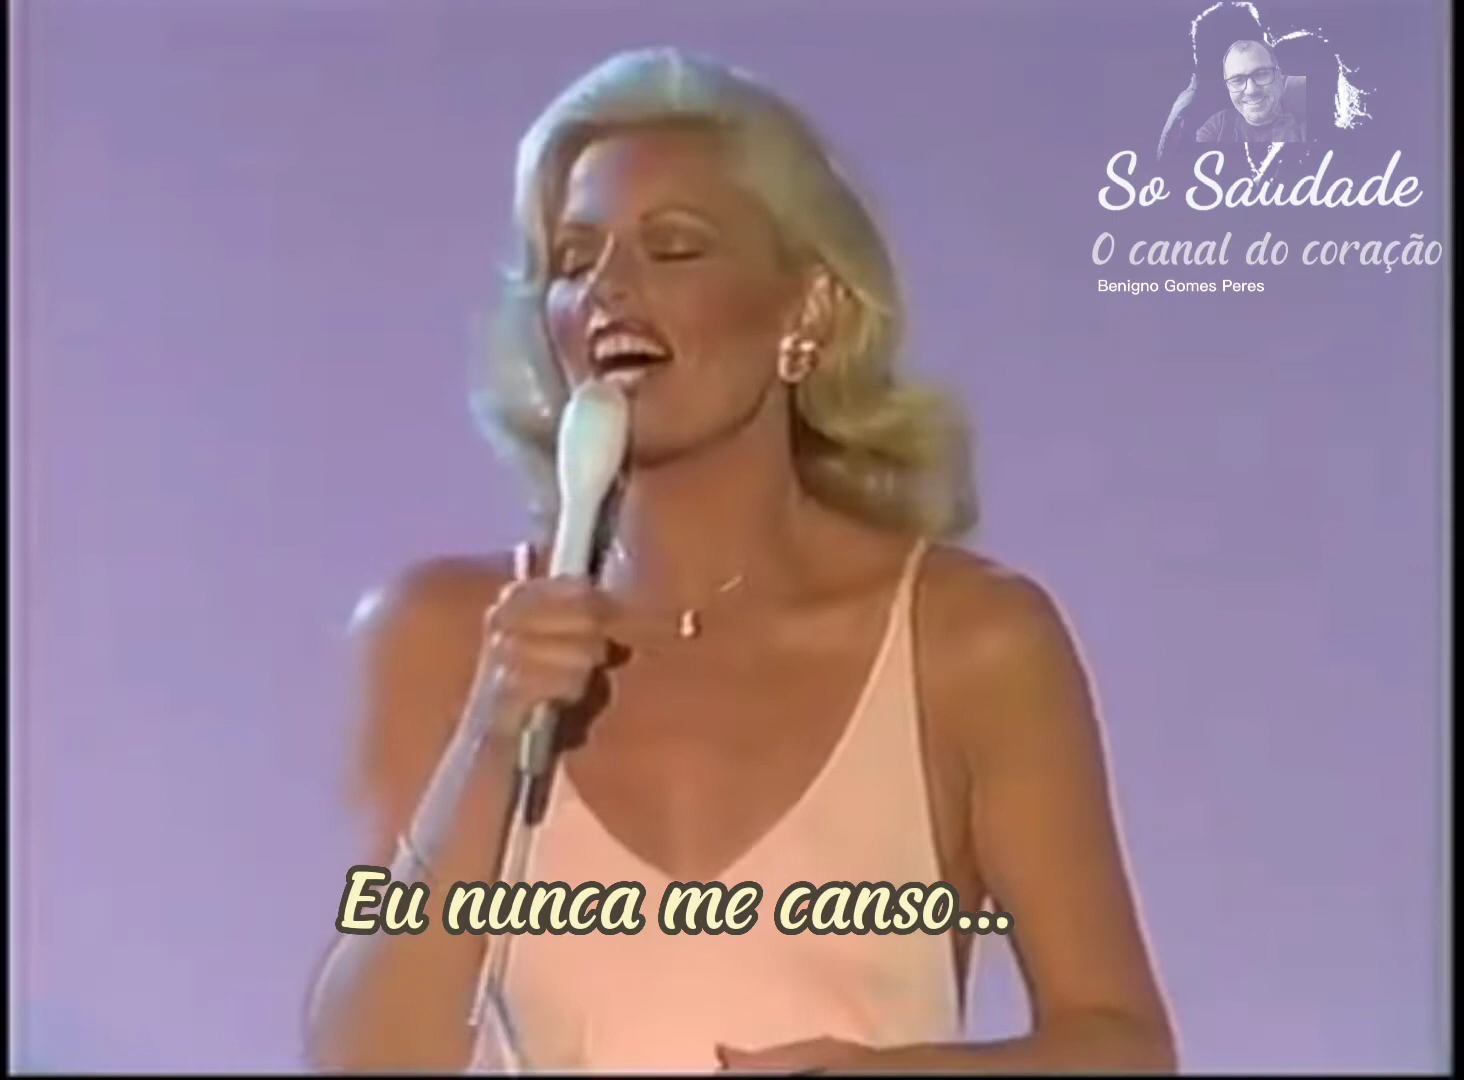 So Saudade
O canal do coração
Benigno Gomes Peres
Eu nunca me canso...